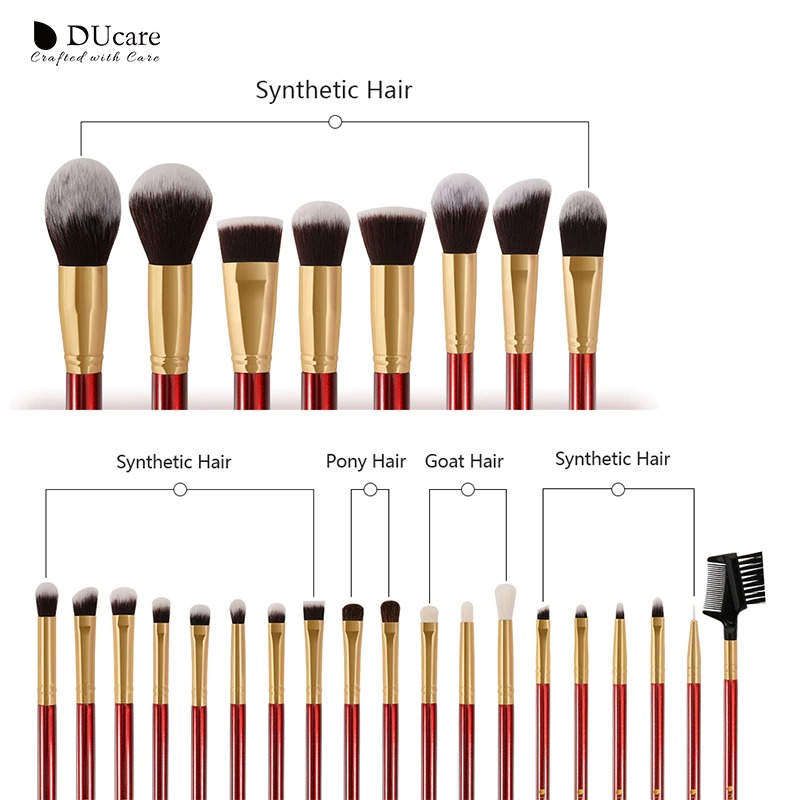 DUcare
Crafted with Care
Synthetic Hair
Synthetic Hair
Pony Hair
Goat Hair
Synthetic Hair